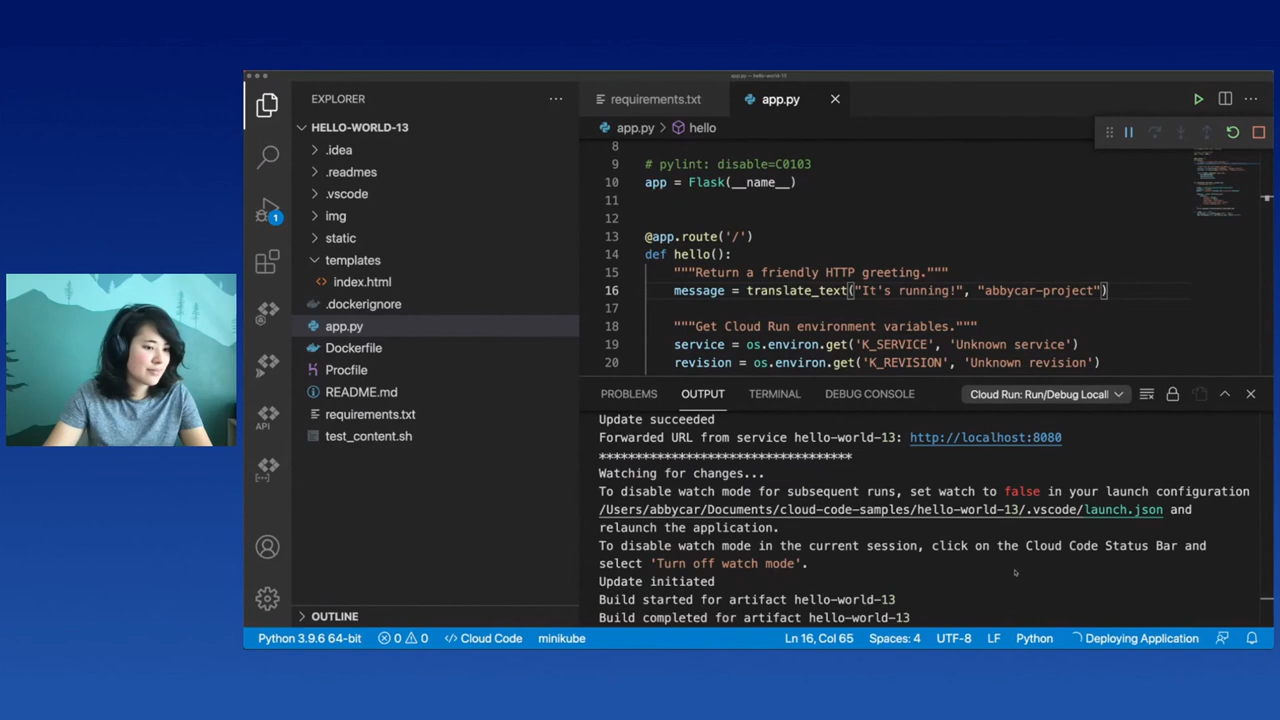 app.py — hello-world-13
EXPLORER
HELLO-WORLD-13
.idea
.readmes
.vscode
img
static
templates
index.html
.dockerignore
app.py
Dockerfile
Procfile
README.md
requirements.txt
test_content.sh
OUTLINE
1
API
requirements.txt
app.py
app.py > hello
8
9 # pylint: disable=C0103
10 app = Flask(__name__)
11
12
13 @app.route('/')
14 def hello():
15 """Return a friendly HTTP greeting."""
16 message = translate_text("It's running!", "abbycar-project")
17
18 """Get Cloud Run environment variables."""
19 service = os.environ.get('K_SERVICE', 'Unknown service')
20 revision = os.environ.get('K_REVISION', 'Unknown revision')
PROBLEMS OUTPUT TERMINAL DEBUG CONSOLE Cloud Run: Run/Debug Locall
Update succeeded
Forwarded URL from service hello-world-13: http://localhost:8080
***********************************
Watching for changes...
To disable watch mode for subsequent runs, set watch to false in your launch configuration
/Users/abbycar/Documents/cloud-code-samples/hello-world-13/.vscode/launch.json and
relaunch the application.
To disable watch mode in the current session, click on the Cloud Code Status Bar and
select 'Turn off watch mode'.
Update initiated
Build started for artifact hello-world-13
Build completed for artifact hello-world-13
Python 3.9.6 64-bit 0 0 Cloud Code minikube Ln 16, Col 65 Spaces: 4 UTF-8 LF Python Deploying Application